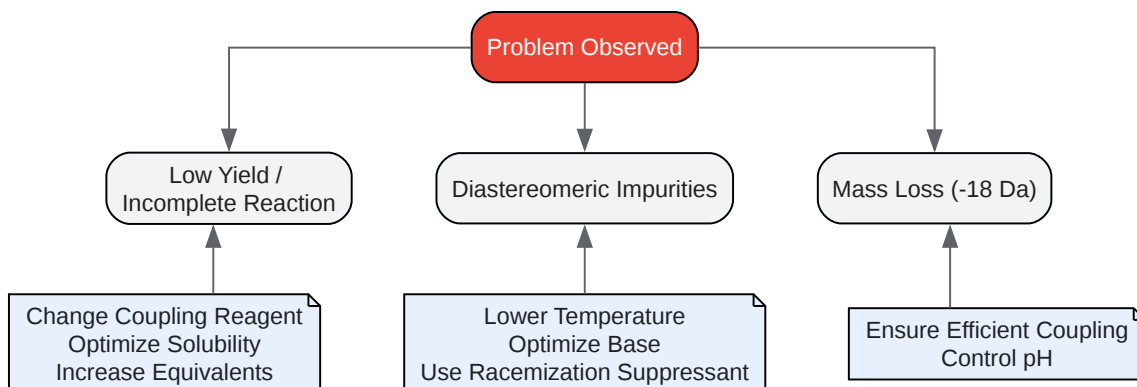 Problem Observed
Low Yield /
Incomplete Reaction
Diastereomeric Impurities
Mass Loss (-18 Da)
Change Coupling Reagent
Optimize Solubility
Increase Equivalents
Lower Temperature
Optimize Base
Use Racemization Suppressant
Ensure Efficient Coupling
Control pH